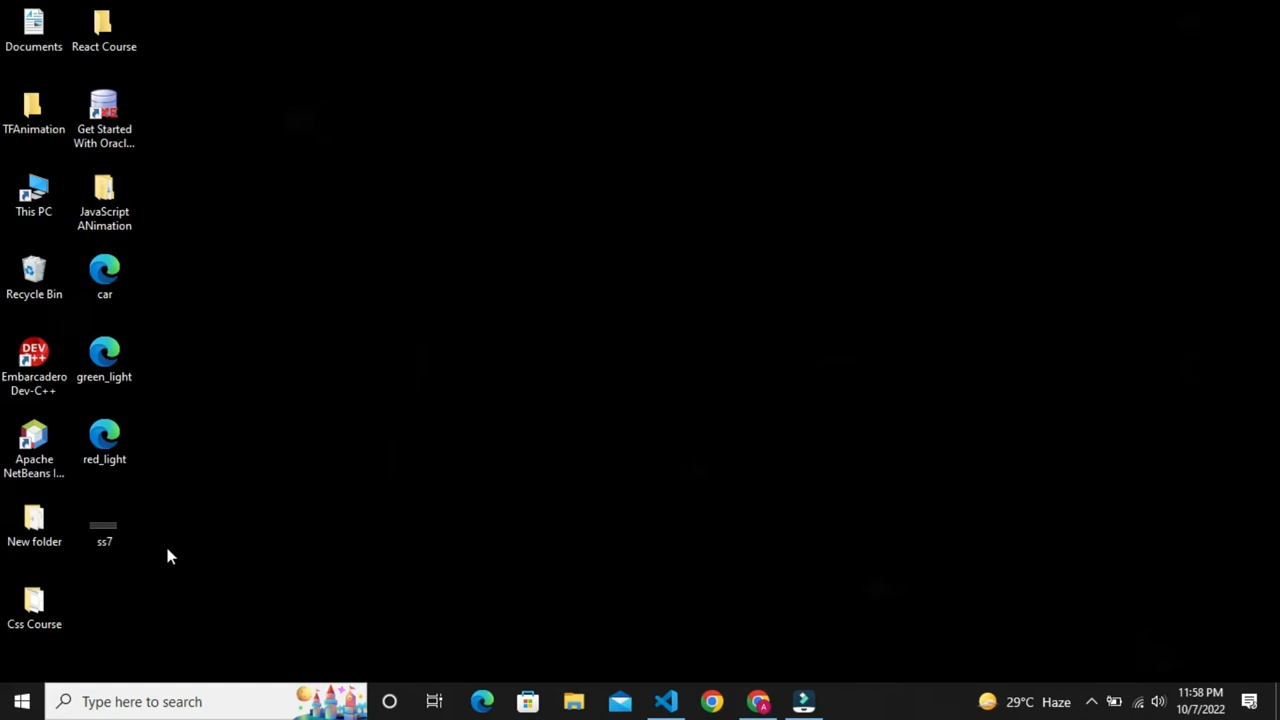 Documents
React Course
TFAnimation
Get Started
With Oracl...
This PC
JavaScript
ANimation
Recycle Bin
car
DEV
++
Embarcadero
Dev-C++
green_light
Apache
NetBeans I...
red_light
New folder
ss7
Css Course
Type here to search
A
29°C Haze
11:58 PM
10/7/2022